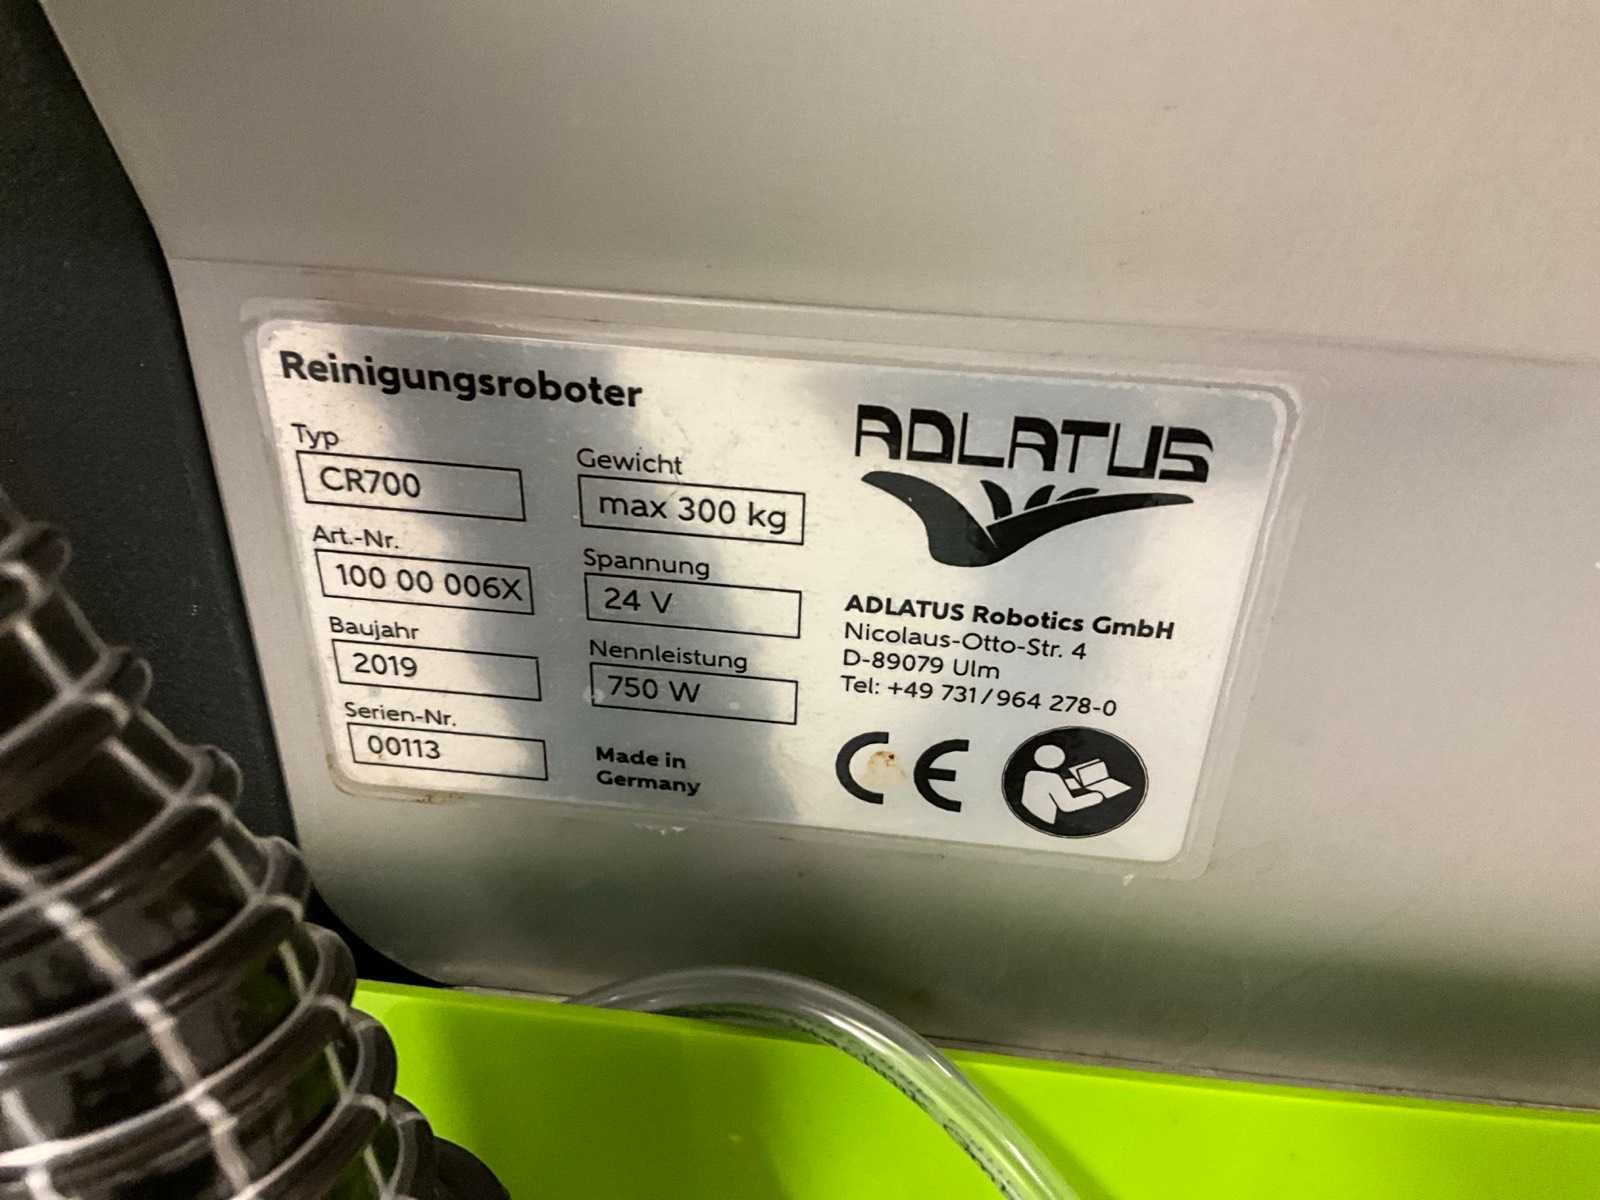 Reinigungsroboter
Typ
CR700
Art.-Nr.
100 00 006X
Baujahr
2019
Serien-Nr.
00113
Gewicht
max 300 kg
Spannung
24 V
Nennleistung
750 W
Made in
Germany
ADLATUS
ADLATUS Robotics GmbH
Nicolaus-Otto-Str. 4
D-89079 Ulm
Tel: +49 731/964 278-0
CE